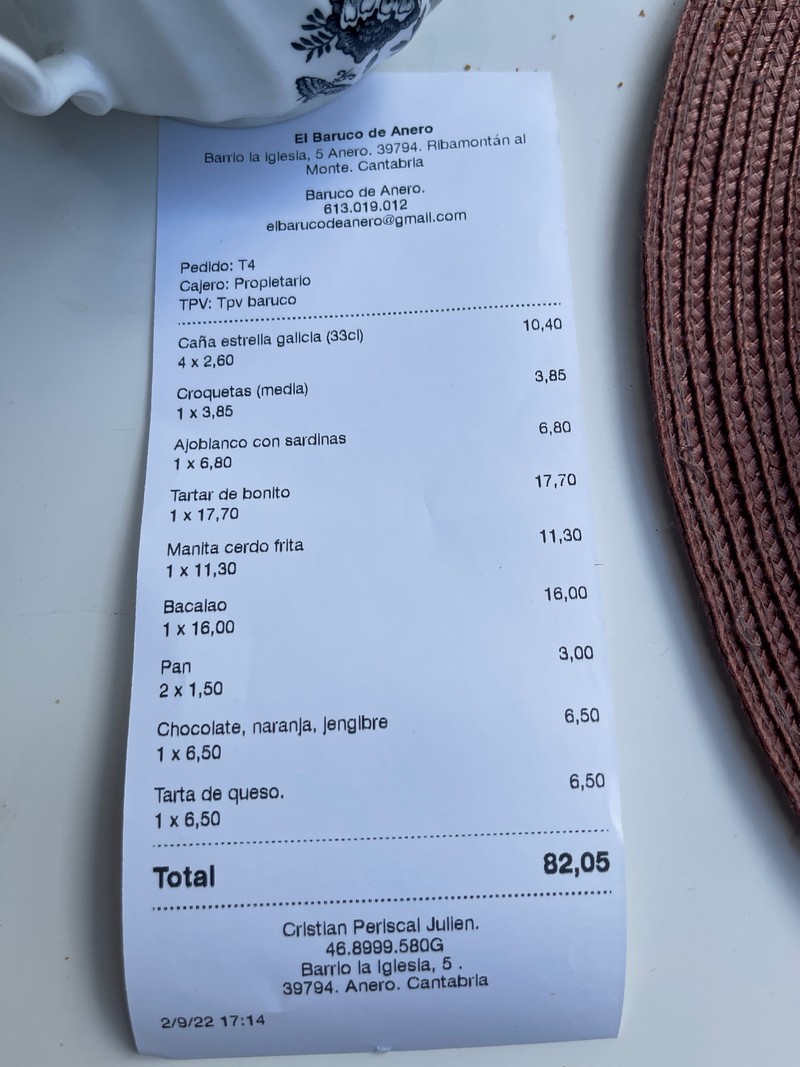 El Baruco de Anero
Barrio la iglesia, 5 Anero. 39794. Ribamontán al
Monte. Cantabria
Baruco de Anero.
613.019.012
elbarucodeanero@gmail.com
Pedido: T4
Cajero: Propietario
TPV: Tpv baruco
Caña estrella galicia (33cl) 10,40
4 x 2,60
Croquetas (media) 3,85
1 x 3,85
Ajoblanco con sardinas 6,80
1 x 6,80
Tartar de bonito 17,70
1 x 17,70
Manita cerdo frita 11,30
1 x 11,30
Bacalao 16,00
1 x 16,00
Pan 3,00
2 x 1,50
Chocolate, naranja, jengibre 6,50
1 x 6,50
Tarta de queso. 6,50
1 x 6,50
Total 82,05
Cristian Periscal Julien.
46.8999.580G
Barrio la Iglesia, 5 .
39794. Anero. Cantabria
2/9/22 17:14